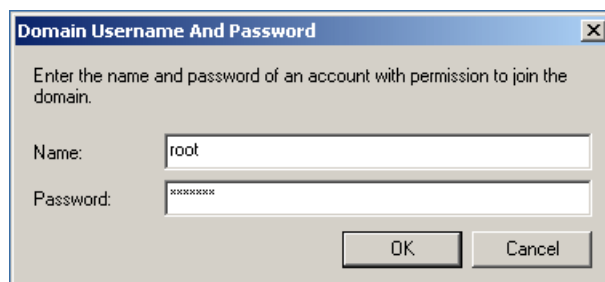 Domain Username And Password
Enter the name and password of an account with permission to join the
domain.
Name:
root
Password:
*******
OK
Cancel